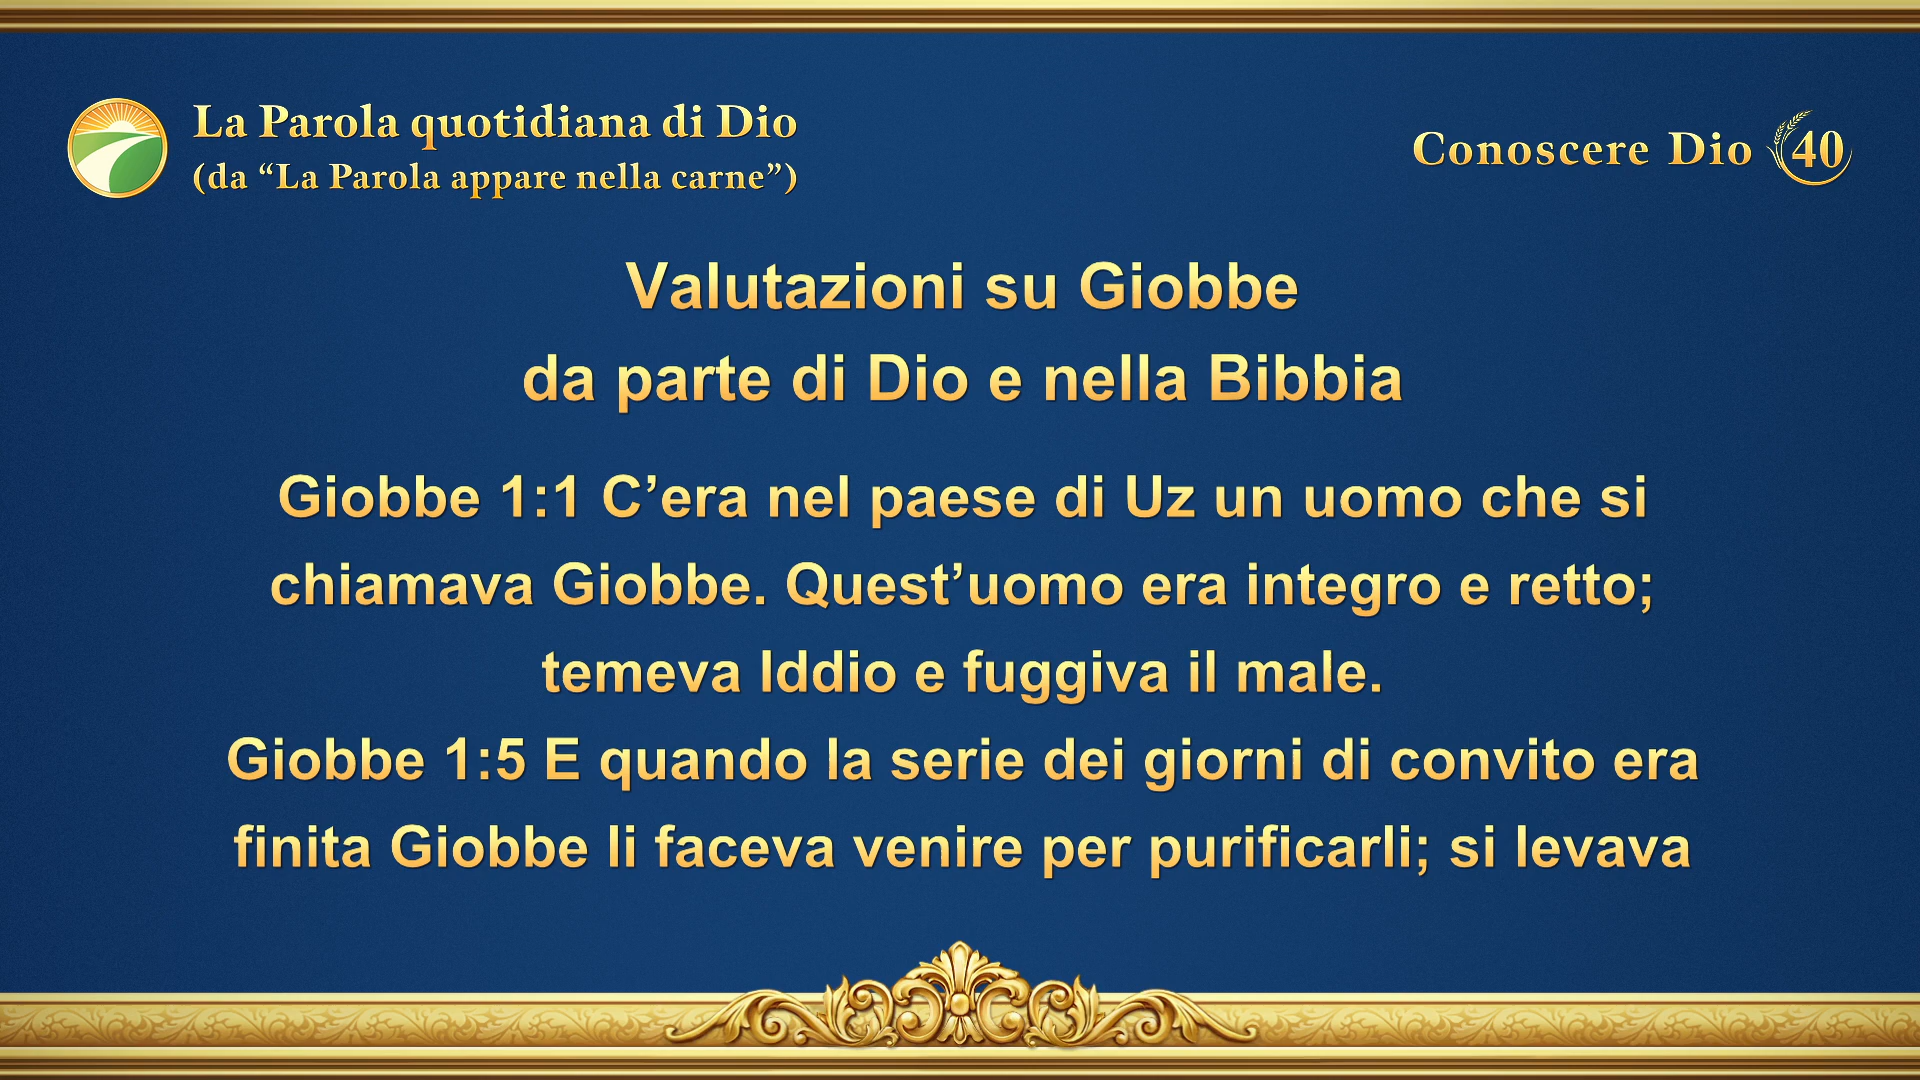 La Parola quotidiana di Dio
(da “La Parola appare nella carne”)
Conoscere Dio 40
Valutazioni su Giobbe
da parte di Dio e nella Bibbia
Giobbe 1:1 C’era nel paese di Uz un uomo che si
chiamava Giobbe. Quest’uomo era integro e retto;
temeva Iddio e fuggiva il male.
Giobbe 1:5 E quando la serie dei giorni di convito era
finita Giobbe li faceva venire per purificarli; si levava